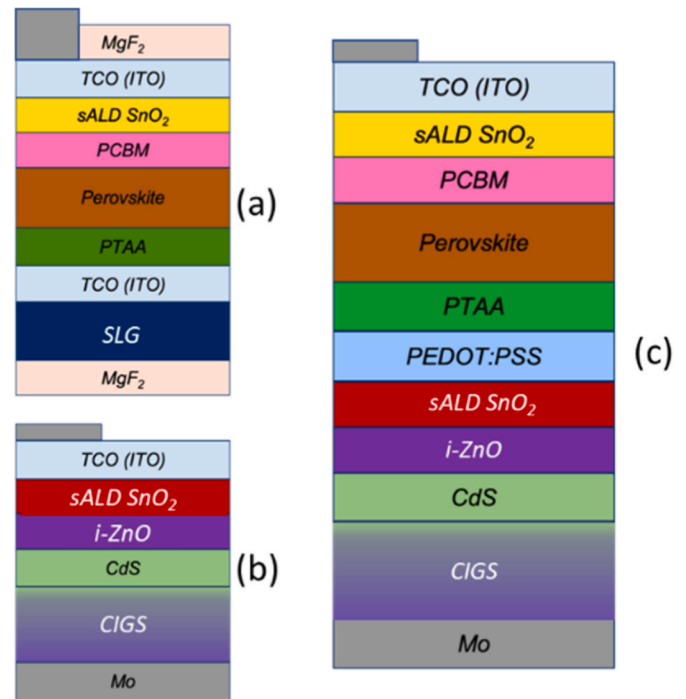 MgF₂
TCO (ITO)
sALD SnO₂
PCBM
Perovskite
PTAA
TCO (ITO)
SLG
MgF₂
(a)
TCO (ITO)
sALD SnO₂
i-ZnO
CdS
CIGS
Mo
(b)
TCO (ITO)
sALD SnO₂
PCBM
Perovskite
PTAA
PEDOT:PSS
sALD SnO₂
i-ZnO
CdS
CIGS
Mo
(c)